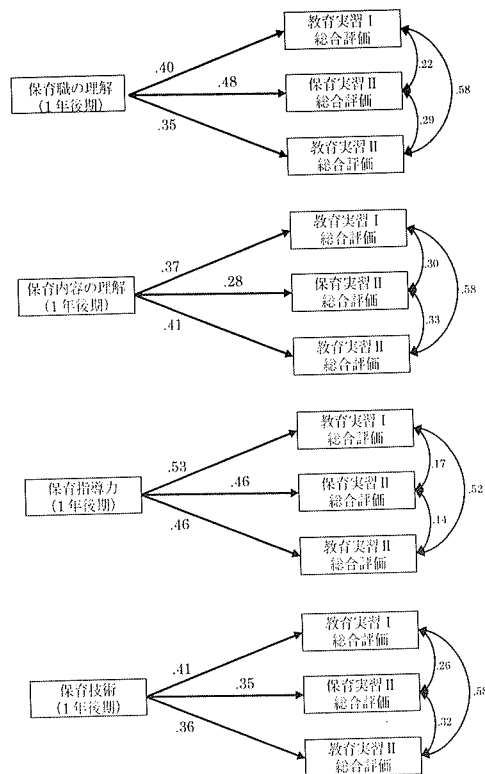 教育実習Ⅰ
総合評価
.40
.22
保育職の理解
(1年後期)
.48
保育実習Ⅱ
総合評価
.58
.35
.29
教育実習Ⅱ
総合評価
教育実習Ⅰ
総合評価
.37
.30
保育内容の理解
(1年後期)
.28
保育実習Ⅱ
総合評価
.58
.41
.33
教育実習Ⅱ
総合評価
教育実習Ⅰ
総合評価
.53
.17
保育指導力
(1年後期)
.46
保育実習Ⅱ
総合評価
.52
.46
.14
教育実習Ⅱ
総合評価
教育実習Ⅰ
総合評価
.41
.26
保育技術
(1年後期)
.35
保育実習Ⅱ
総合評価
.58
.36
.32
教育実習Ⅱ
総合評価